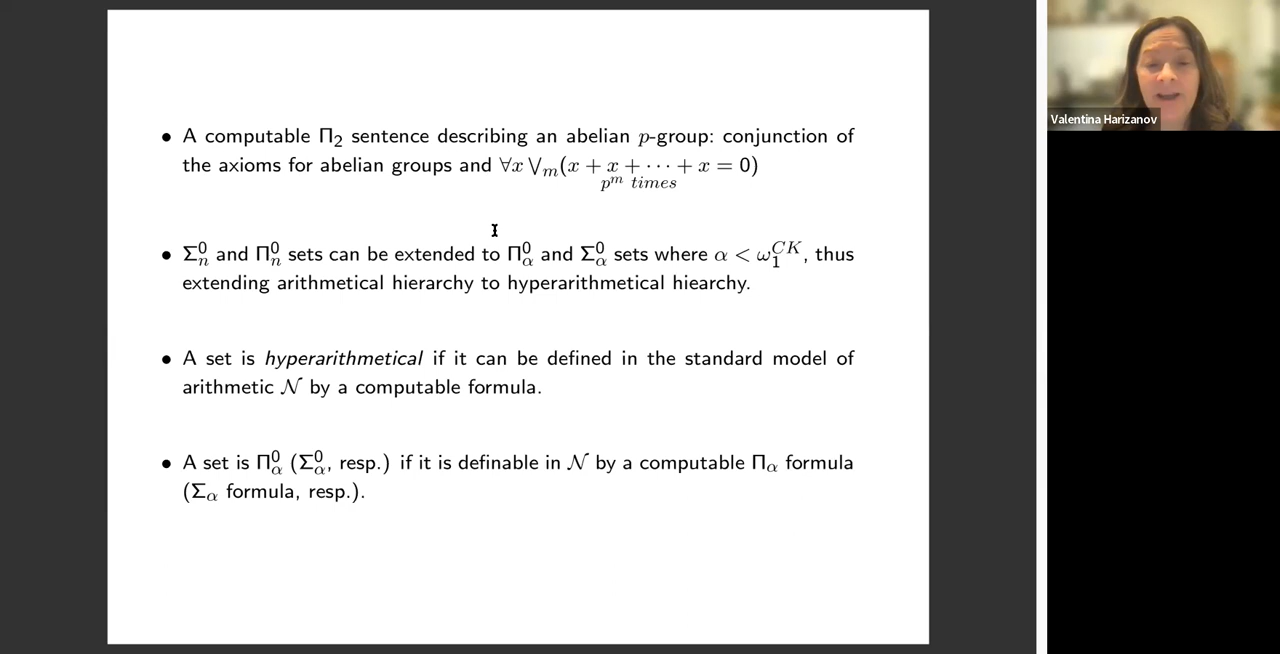 • A computable Π₂ sentence describing an abelian p-group: conjunction of
the axioms for abelian groups and ∀x ⋁ₘ(x + x + ⋯ + x = 0)
pᵐ times
• Σ⁰ₙ and Π⁰ₙ sets can be extended to Π⁰_α and Σ⁰_α sets where α < ω₁^CK, thus
extending arithmetical hierarchy to hyperarithmetical hiearchy.
• A set is hyperarithmetical if it can be defined in the standard model of
arithmetic 𝒩 by a computable formula.
• A set is Π⁰_α (Σ⁰_α, resp.) if it is definable in 𝒩 by a computable Π_α formula
(Σ_α formula, resp.).
Valentina Harizanov